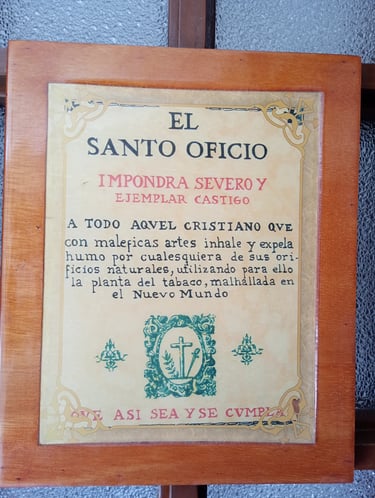 EL
SANTO OFICIO
IMPONDRA SEVERO Y
EJEMPLAR CASTIGO
A TODO AQVEL CRISTIANO QVE
con maleficas artes inhale y expela
humo por cualesquiera de sus ori-
ficios naturales, utilizando para ello
la planta del tabaco, malhallada en
el Nuevo Mundo
QVE ASI SEA Y SE CVMPLA